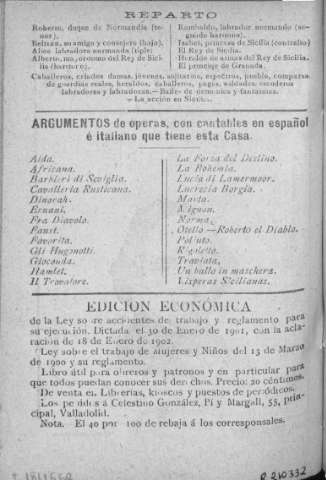 REPARTO
Roberto, duque de Normandía (tenor).
Beltran, su amigo y consejero (bajo).
Alice labradora normanda (tiple)
Alberto, mayordomo del Rey de Sicilia (barítono).
Rambaldo, labrador normando (segundo barítono).
Isabel, princesa de Sicilia (contralto)
El Rey de Sicilia.
Heraldo de armas del Rey de Sicilia.
El príncipe de Granada.
Caballeros, criados, damas, jóvenes, solitarios, espectros, pueblo, comparsas
de guardias reales, heraldos, caballeros, pages, soldados, vendedores
labradores y labradoras.—Baile de demonios y fantasmas.
—La acción en Sicilia—
ARGUMENTOS de óperas, con cantables en español
é italiano que tiene esta Casa.
Aida.
Africana.
Barbieri di Seviglia.
Cavalleria Rusticana.
Dinorah.
Ernani.
Fra Diavolo.
Faust.
Favorita.
Gli Hugonotti.
Gioconda.
Hamlet.
Il Trovatore.
La Forza del Destino.
La Bohemia.
Lucia di Lamermoor.
Lucrecia Borgia.
Marta.
Mignon.
Norma
Otello—Roberto el Diablo.
Poliuto.
Rigoletto.
Traviata,
Un ballo in maschera.
Visperas Sicilianas.
EDICION ECONÓMICA
de la Ley sobre accidentes de trabajo y reglamento para
su ejecución. Dictada el 30 de Enero de 1901, con la acla-
ración de 18 de Enero de 1902.
Ley sobre el trabajo de mujeres y Niños del 13 de Marzo
de 1900 y su reglamento.
Libro útil para obreros y patronos y en particular para
que todos puedan conocer sus derechos. Precio: 20 céntimos.
De venta en Librerías, kioscos y puestos de periódicos.
Los pedidos á Celestino González, Pí y Margall, 55, prin-
cipal, Valladolid.
Nota. El 40 por 100 de rebaja á los corresponsales.